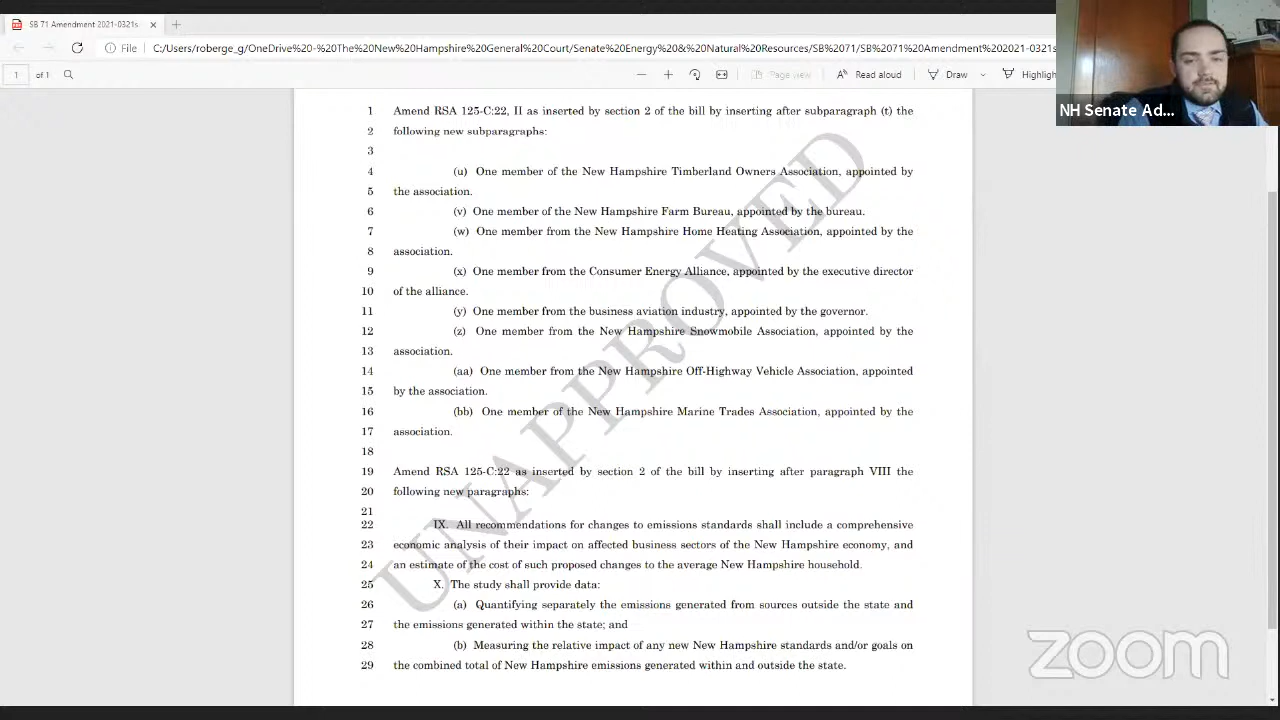 SB 71 Amendment 2021-0321s
File C:/Users/roberge_g/OneDrive%20-%20The%20New%20Hampshire%20General%20Court/Senate%20Energy%20&%20Natural%20Resources/SB%2071/SB%2071%20Amendment%202021-0321s
1 of 1 Page view Read aloud Draw Highligh
NH Senate Ad...
1 Amend RSA 125-C:22, II as inserted by section 2 of the bill by inserting after subparagraph (t) the
2 following new subparagraphs:
3
4 (u) One member of the New Hampshire Timberland Owners Association, appointed by
5 the association.
6 (v) One member of the New Hampshire Farm Bureau, appointed by the bureau.
7 (w) One member from the New Hampshire Home Heating Association, appointed by the
8 association.
9 (x) One member from the Consumer Energy Alliance, appointed by the executive director
10 of the alliance.
11 (y) One member from the business aviation industry, appointed by the governor.
12 (z) One member from the New Hampshire Snowmobile Association, appointed by the
13 association.
14 (aa) One member from the New Hampshire Off-Highway Vehicle Association, appointed
15 by the association.
16 (bb) One member of the New Hampshire Marine Trades Association, appointed by the
17 association.
18
19 Amend RSA 125-C:22 as inserted by section 2 of the bill by inserting after paragraph VIII the
20 following new paragraphs:
21
22 IX. All recommendations for changes to emissions standards shall include a comprehensive
23 economic analysis of their impact on affected business sectors of the New Hampshire economy, and
24 an estimate of the cost of such proposed changes to the average New Hampshire household.
25 X. The study shall provide data:
26 (a) Quantifying separately the emissions generated from sources outside the state and
27 the emissions generated within the state; and
28 (b) Measuring the relative impact of any new New Hampshire standards and/or goals on
29 the combined total of New Hampshire emissions generated within and outside the state.
UNAPPROVED
zoom